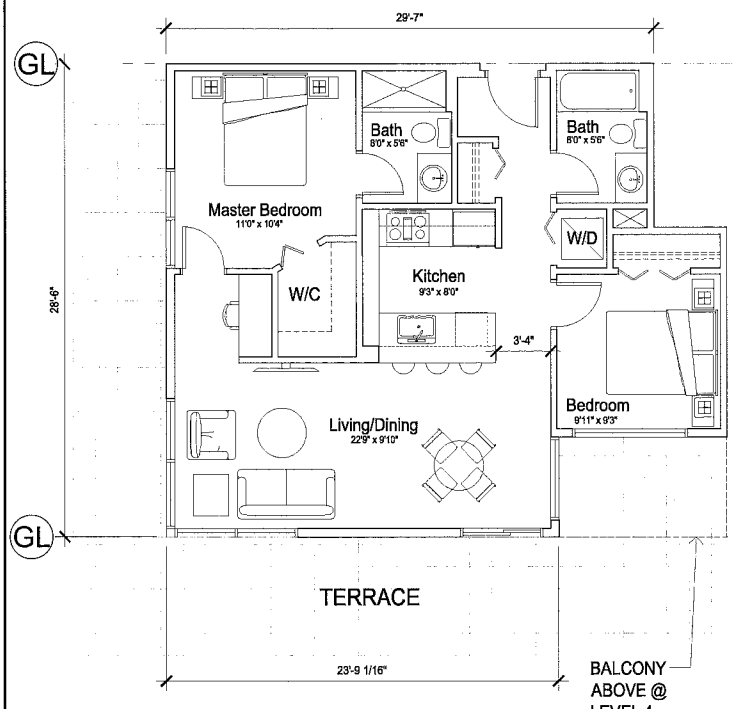 29'-7"
GL
Bath
8'0" x 5'6"
Bath
8'0" x 5'6"
Master Bedroom
11'0" x 10'4"
W/D
Kitchen
9'3" x 8'0"
W/C
28'-6"
3'-4"
Bedroom
9'11" x 9'3"
Living/Dining
22'9" x 9'10"
GL
TERRACE
23'-9 1/16"
BALCONY
ABOVE @
LEVEL 4